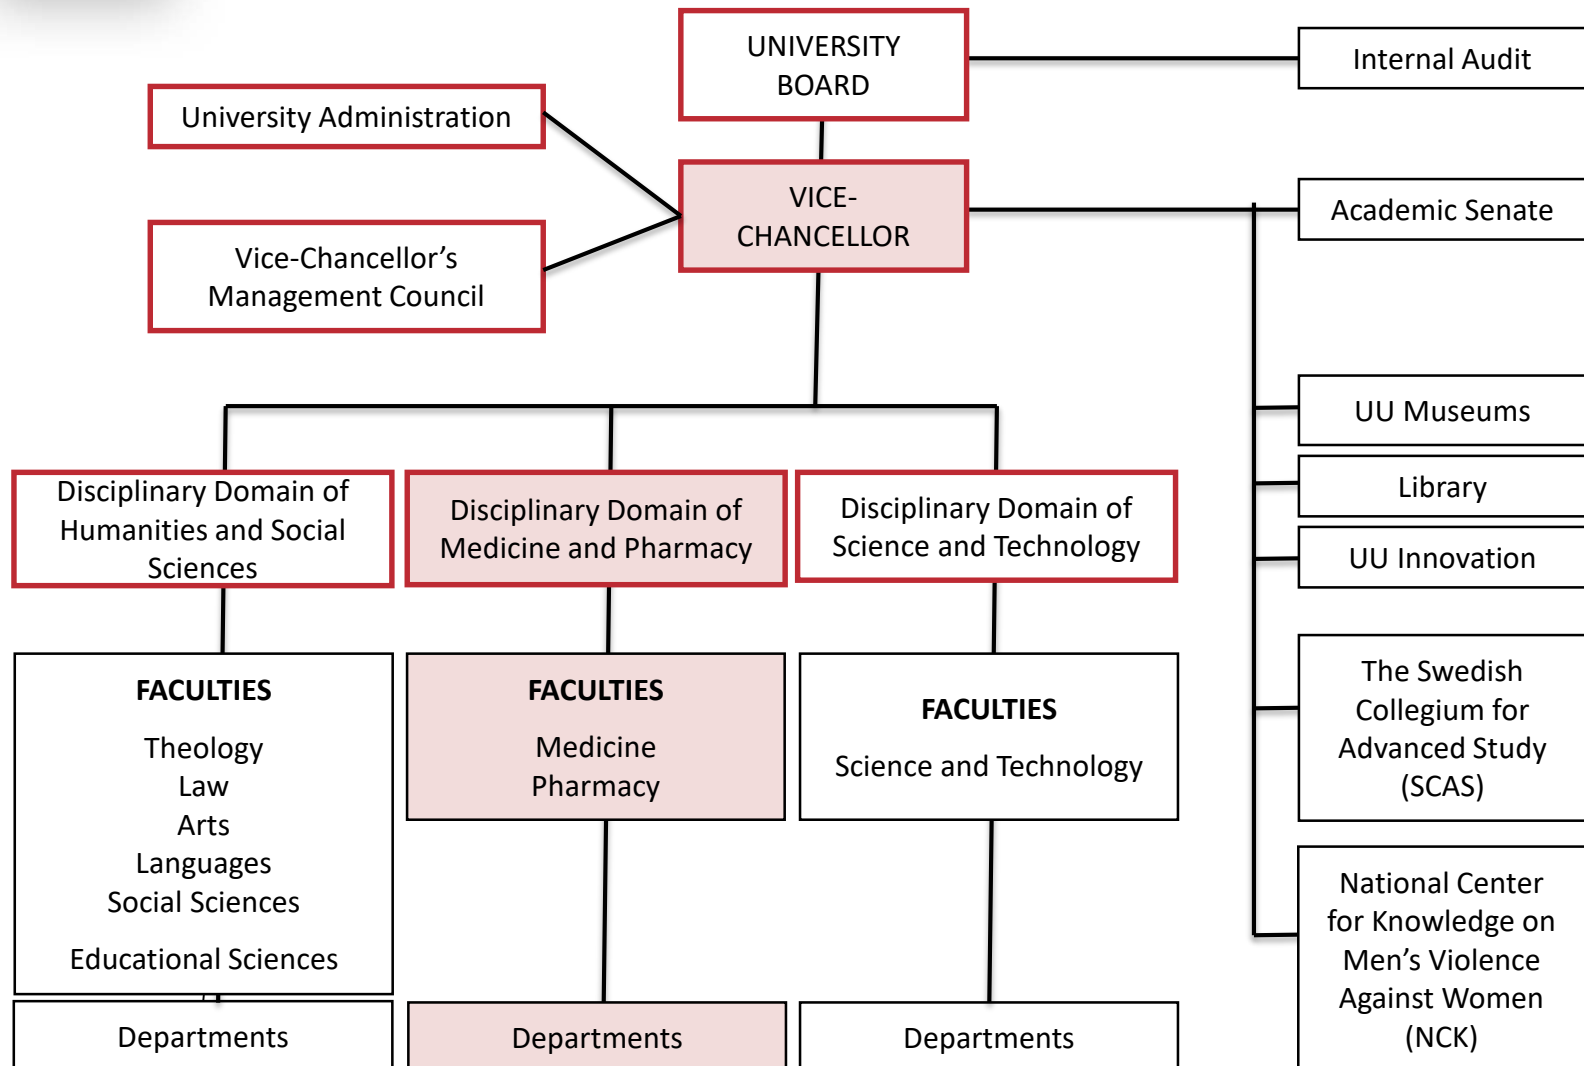 UNIVERSITY
BOARD
Internal Audit
University Administration
VICE-
CHANCELLOR
Academic Senate
Vice-Chancellor’s
Management Council
UU Museums
Library
UU Innovation
The Swedish
Collegium for
Advanced Study
(SCAS)
National Center
for Knowledge on
Men’s Violence
Against Women
(NCK)
Disciplinary Domain of
Humanities and Social
Sciences
Disciplinary Domain of
Medicine and Pharmacy
Disciplinary Domain of
Science and Technology
FACULTIES
Theology
Law
Arts
Languages
Social Sciences
Educational Sciences
FACULTIES
Medicine
Pharmacy
FACULTIES
Science and Technology
Departments
Departments
Departments